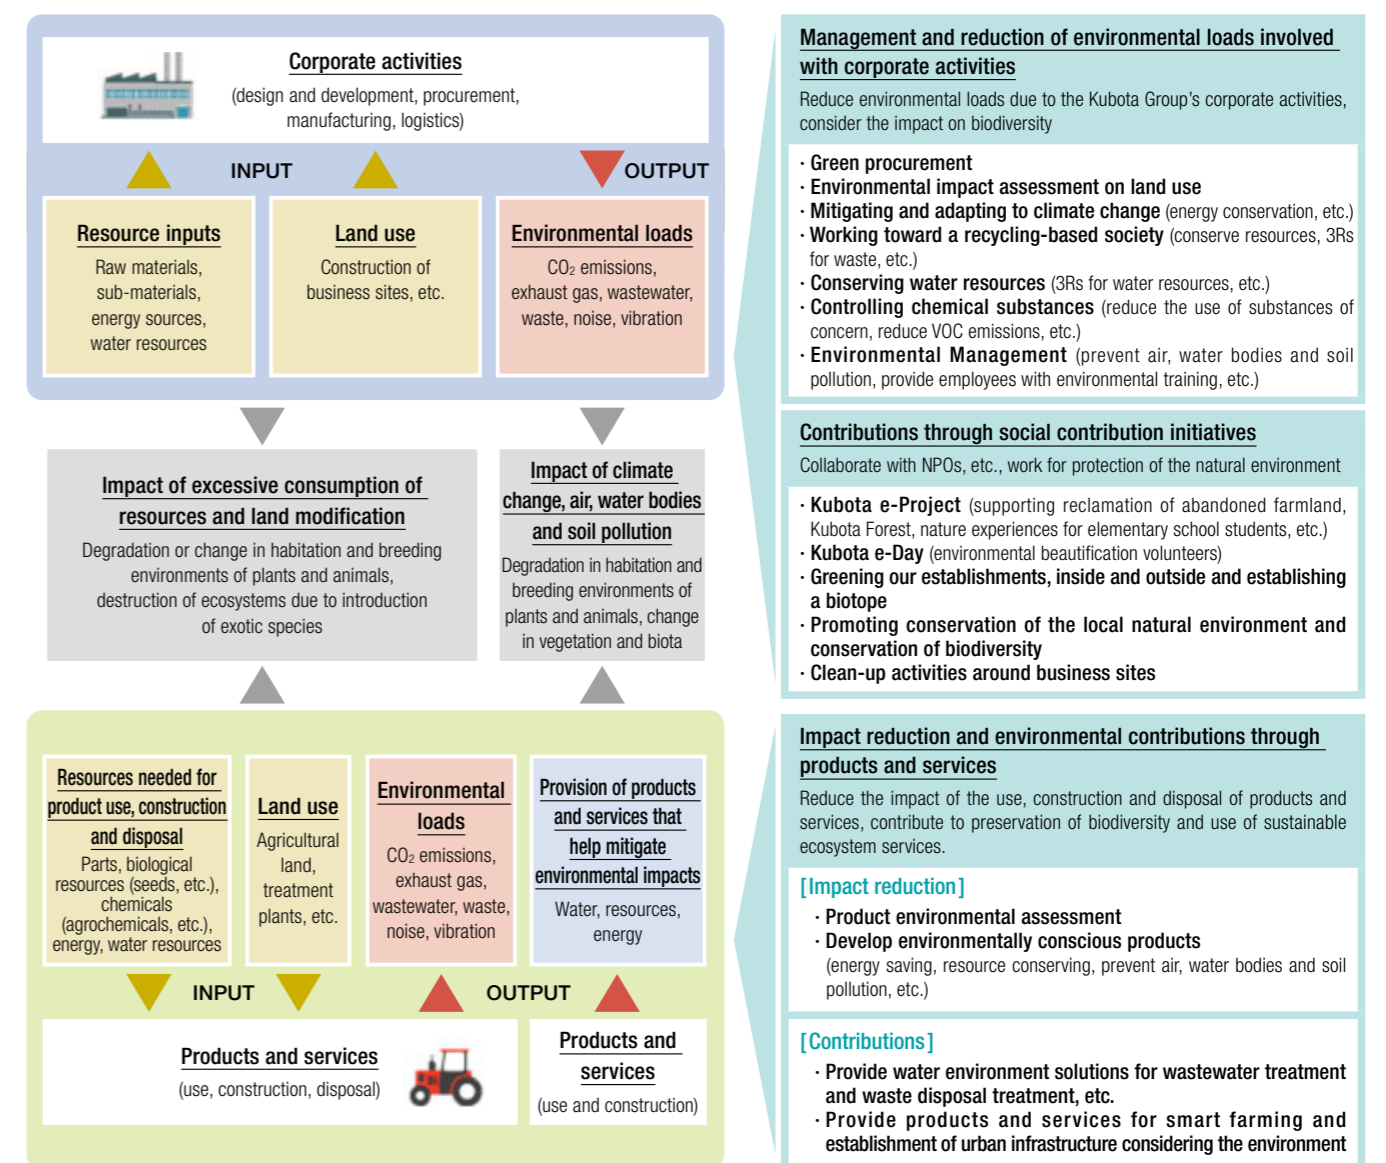 Corporate activities
(design and development, procurement,
manufacturing, logistics)
INPUT
OUTPUT
Resource inputs
Raw materials,
sub-materials,
energy sources,
water resources
Land use
Construction of
business sites, etc.
Environmental loads
CO₂ emissions,
exhaust gas, wastewater,
waste, noise, vibration
Impact of excessive consumption of
resources and land modification
Degradation or change in habitation and breeding
environments of plants and animals,
destruction of ecosystems due to introduction
of exotic species
Impact of climate
change, air, water bodies
and soil pollution
Degradation in habitation and
breeding environments of
plants and animals, change
in vegetation and biota
Resources needed for
product use, construction
and disposal
Parts, biological
resources (seeds, etc.),
chemicals
(agrochemicals, etc.),
energy, water resources
Land use
Agricultural
land,
treatment
plants, etc.
Environmental
loads
CO₂ emissions,
exhaust gas,
wastewater, waste,
noise, vibration
Provision of products
and services that
help mitigate
environmental impacts
Water, resources,
energy
INPUT
OUTPUT
Products and services
(use, construction, disposal)
Products and
services
(use and construction)
Management and reduction of environmental loads involved
with corporate activities
Reduce environmental loads due to the Kubota Group's corporate activities,
consider the impact on biodiversity
· Green procurement
· Environmental impact assessment on land use
· Mitigating and adapting to climate change (energy conservation, etc.)
· Working toward a recycling-based society (conserve resources, 3Rs
for waste, etc.)
· Conserving water resources (3Rs for water resources, etc.)
· Controlling chemical substances (reduce the use of substances of
concern, reduce VOC emissions, etc.)
· Environmental Management (prevent air, water bodies and soil
pollution, provide employees with environmental training, etc.)
Contributions through social contribution initiatives
Collaborate with NPOs, etc., work for protection of the natural environment
· Kubota e-Project (supporting reclamation of abandoned farmland,
Kubota Forest, nature experiences for elementary school students, etc.)
· Kubota e-Day (environmental beautification volunteers)
· Greening our establishments, inside and outside and establishing
a biotope
· Promoting conservation of the local natural environment and
conservation of biodiversity
· Clean-up activities around business sites
Impact reduction and environmental contributions through
products and services
Reduce the impact of the use, construction and disposal of products and
services, contribute to preservation of biodiversity and use of sustainable
ecosystem services.
[Impact reduction]
· Product environmental assessment
· Develop environmentally conscious products
(energy saving, resource conserving, prevent air, water bodies and soil
pollution, etc.)
[Contributions]
· Provide water environment solutions for wastewater treatment
and waste disposal treatment, etc.
· Provide products and services for smart farming and
establishment of urban infrastructure considering the environment